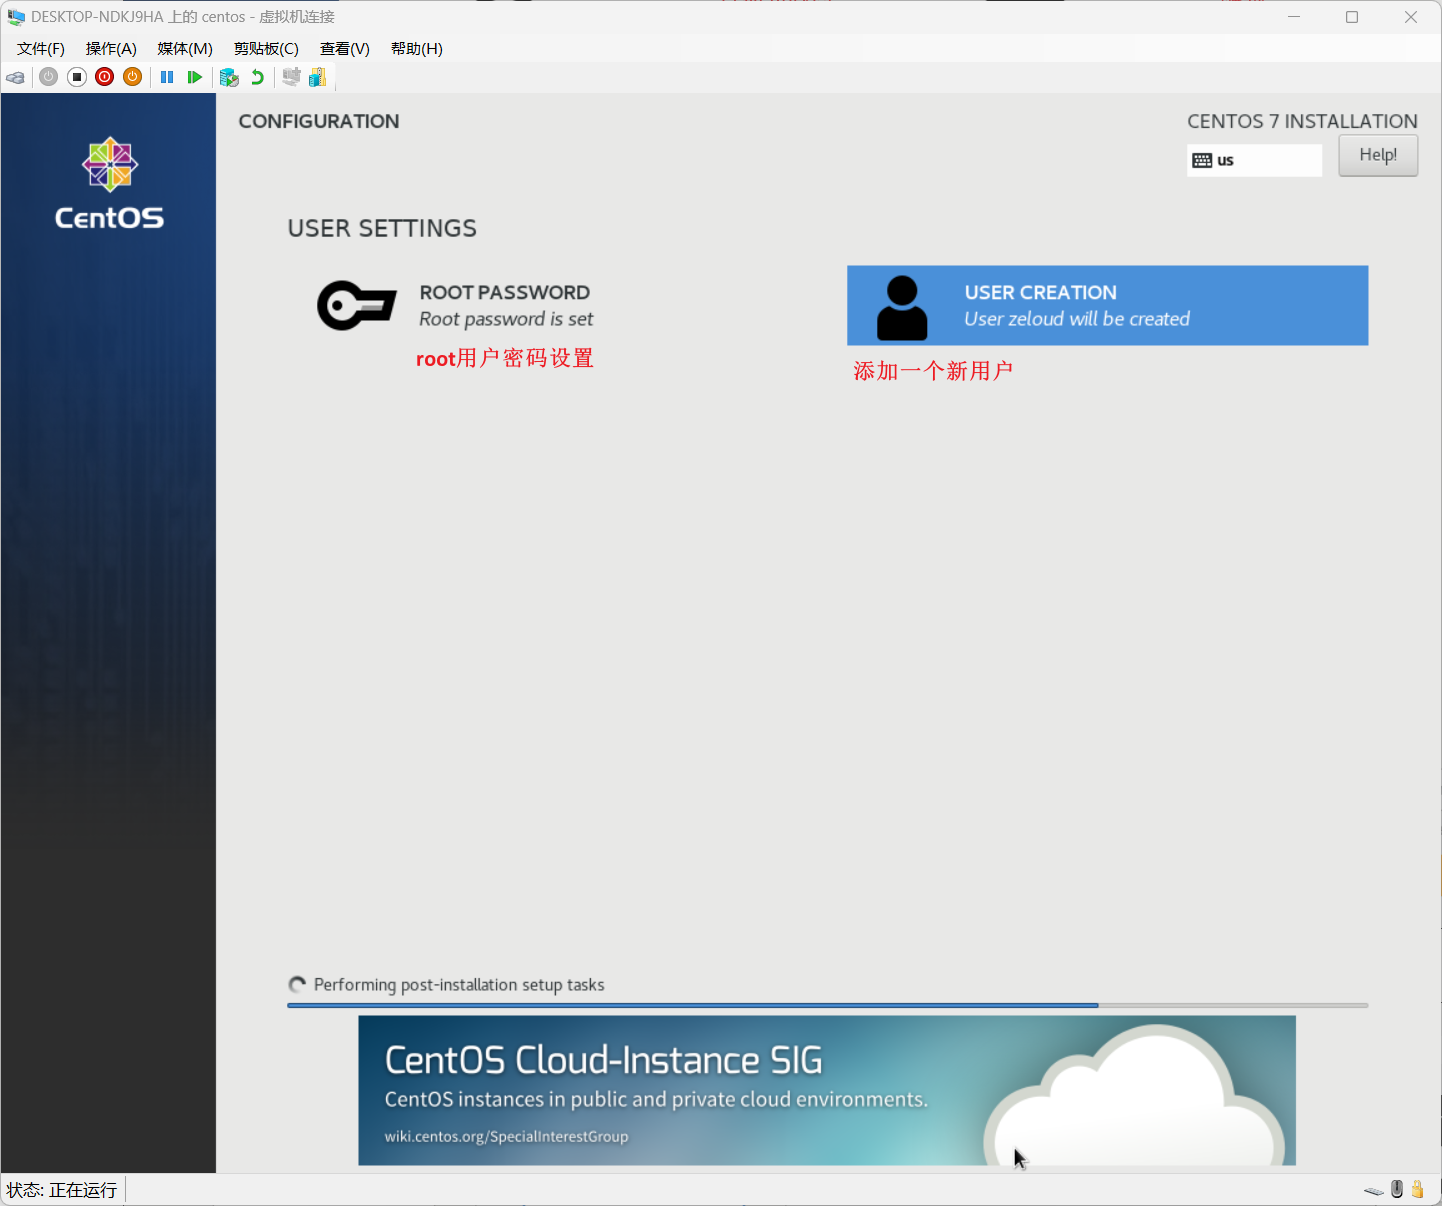 DESKTOP-NDKJ9HA 上的 centos - 虚拟机连接
文件(F) 操作(A) 媒体(M) 剪贴板(C) 查看(V) 帮助(H)
CentOS
CONFIGURATION
CENTOS 7 INSTALLATION
us
Help!
USER SETTINGS
ROOT PASSWORD
Root password is set
root用户密码设置
USER CREATION
User zeloud will be created
添加一个新用户
Performing post-installation setup tasks
CentOS Cloud-Instance SIG
CentOS instances in public and private cloud environments.
wiki.centos.org/SpecialInterestGroup
状态: 正在运行